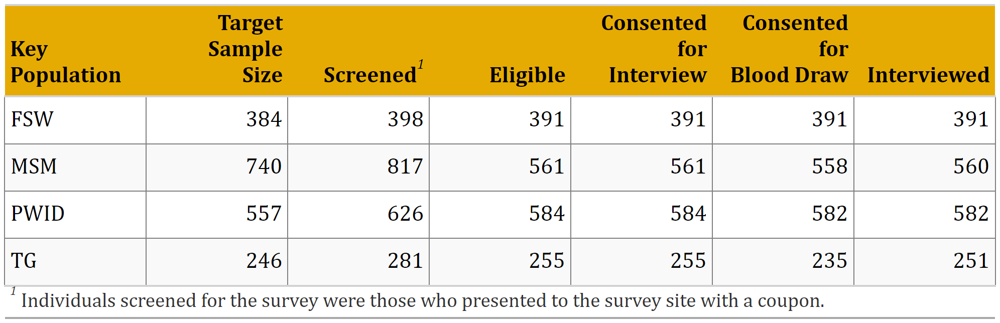 Key Population Target Sample Size Screened1 Eligible Consented for Interview Consented for Blood Draw Interviewed
FSW 384 398 391 391 391 391
MSM 740 817 561 561 558 560
PWID 557 626 584 584 582 582
TG 246 281 255 255 235 251
1 Individuals screened for the survey were those who presented to the survey site with a coupon.